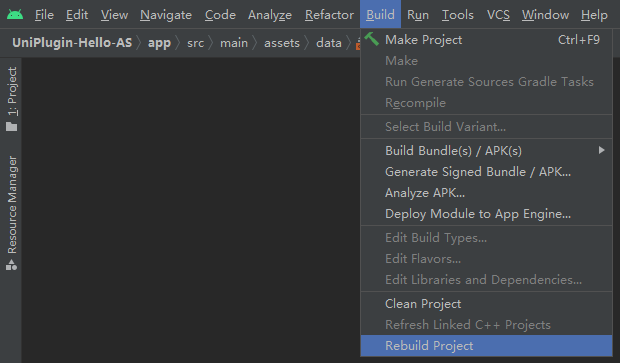 File Edit View Navigate Code Analyze Refactor Build Run Tools VCS Window Help
UniPlugin-Hello-AS app src main assets data
Make Project Ctrl+F9
Make
Run Generate Sources Gradle Tasks
Recompile
Select Build Variant...
Build Bundle(s) / APK(s)
Generate Signed Bundle / APK...
Analyze APK...
Deploy Module to App Engine...
Edit Build Types...
Edit Flavors...
Edit Libraries and Dependencies...
Clean Project
Refresh Linked C++ Projects
Rebuild Project
1: Project
Resource Manager